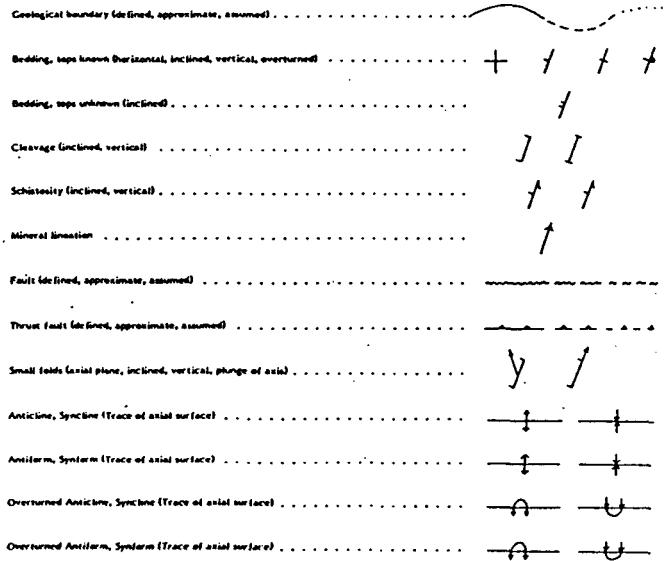 Geological boundary (defined, approximate, assumed)
Bedding, tops known (horizontal, inclined, vertical, overturned)
Bedding, tops unknown (inclined)
Cleavage (inclined, vertical)
Schistosity (inclined, vertical)
Mineral lineation
Fault (defined, approximate, assumed)
Thrust fault (defined, approximate, assumed)
Small folds (axial plane, inclined, vertical, plunge of axis)
Anticline, Syncline (Trace of axial surface)
Antiform, Synform (Trace of axial surface)
Overturned Anticline, Syncline (Trace of axial surface)
Overturned Antiform, Synform (Trace of axial surface)